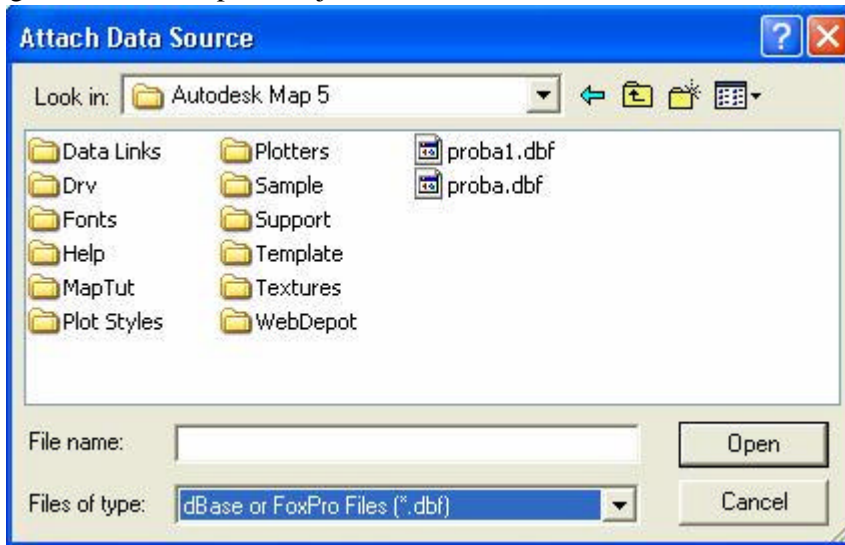 Attach Data Source
Look in: Autodesk Map 5
Data Links Plotters proba1.dbf
Drv Sample proba.dbf
Fonts Support
Help Template
MapTut Textures
Plot Styles WebDepot
File name: Open
Files of type: dBase or FoxPro Files (*.dbf) Cancel